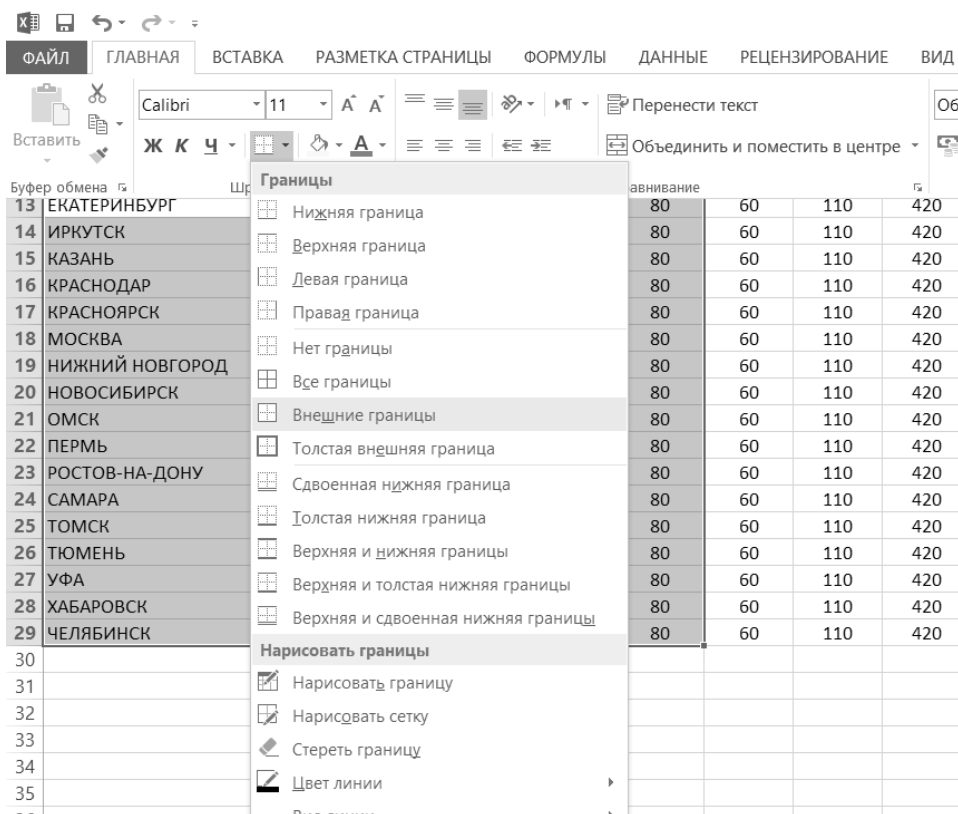 ФАЙЛ ГЛАВНАЯ ВСТАВКА РАЗМЕТКА СТРАНИЦЫ ФОРМУЛЫ ДАННЫЕ РЕЦЕНЗИРОВАНИЕ ВИД
Calibri 11 Перенести текст
Вставить Ж К Ч А Объединить и поместить в центре
Буфер обмена
Границы
Нижняя граница
Верхняя граница
Левая граница
Правая граница
Нет границы
Все границы
Внешние границы
Толстая внешняя граница
Сдвоенная нижняя граница
Толстая нижняя граница
Верхняя и нижняя границы
Верхняя и толстая нижняя границы
Верхняя и сдвоенная нижняя границы
Нарисовать границы
Нарисовать границу
Нарисовать сетку
Стереть границу
Цвет линии
13 ЕКАТЕРИНБУРГ 80 60 110 420
14 ИРКУТСК 80 60 110 420
15 КАЗАНЬ 80 60 110 420
16 КРАСНОДАР 80 60 110 420
17 КРАСНОЯРСК 80 60 110 420
18 МОСКВА 80 60 110 420
19 НИЖНИЙ НОВГОРОД 80 60 110 420
20 НОВОСИБИРСК 80 60 110 420
21 ОМСК 80 60 110 420
22 ПЕРМЬ 80 60 110 420
23 РОСТОВ-НА-ДОНУ 80 60 110 420
24 САМАРА 80 60 110 420
25 ТОМСК 80 60 110 420
26 ТЮМЕНЬ 80 60 110 420
27 УФА 80 60 110 420
28 ХАБАРОВСК 80 60 110 420
29 ЧЕЛЯБИНСК 80 60 110 420
30
31
32
33
34
35